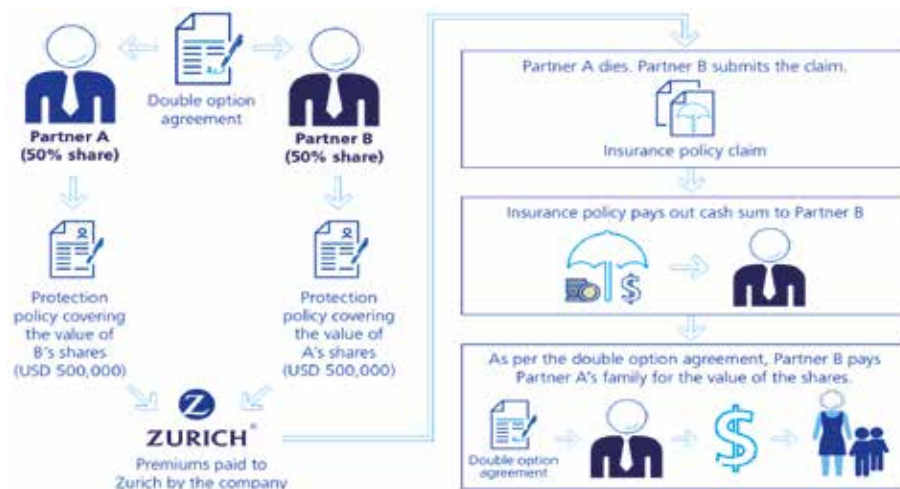 Double option
agreement
Partner A
(50% share)
Partner B
(50% share)
Protection
policy covering
the value of
B's shares
(USD 500,000)
Protection
policy covering
the value of
A's shares
(USD 500,000)
ZURICH®
Premiums paid to
Zurich by the company
Partner A dies. Partner B submits the claim.
Insurance policy claim
Insurance policy pays out cash sum to Partner B
$
As per the double option agreement, Partner B pays
Partner A's family for the value of the shares.
Double option
agreement
$